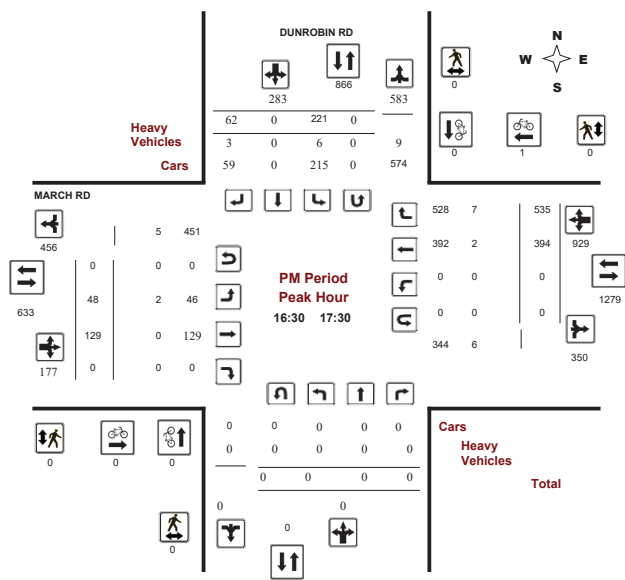 DUNROBIN RD
N
W E
S
866
283 583
0
62 0 221 0
Heavy
Vehicles 3 0 6 0 9
Cars 59 0 215 0 574
0 1 0
MARCH RD
456
5 451
528 7 535
929
392 2 394
0 0 0
633
1279
0 0 0
48 2 46
129 0 129
0 0 0
177
PM Period
Peak Hour
16:30 17:30
0 0 0
344 6
350
0 0 0 0 0
0 0 0 0 0
0 0 0 0
0 0
0
0 0 0
0
Cars
Heavy
Vehicles
Total